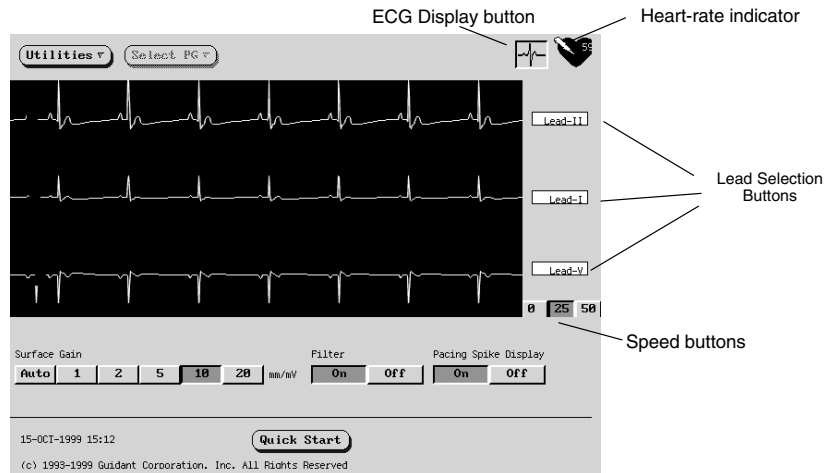 ECG Display button
Heart-rate indicator
Utilities
Select PG
59
Lead-II
Lead-I
Lead-V
Lead Selection
Buttons
0 25 50
Speed buttons
Surface Gain
Auto 1 2 5 10 20 mm/mV
Filter
On Off
Pacing Spike Display
On Off
15-OCT-1999 15:12
Quick Start
(c) 1993-1999 Guidant Corporation, Inc. All Rights Reserved